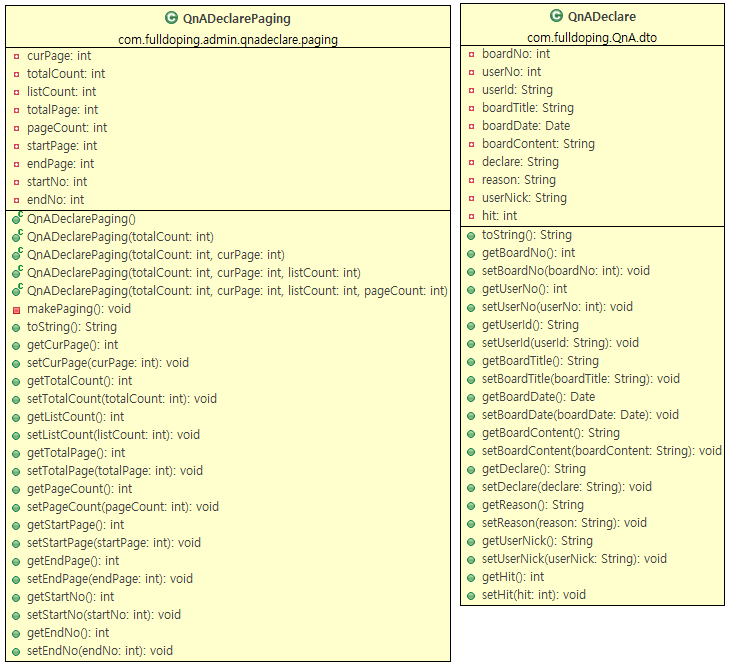 QnADeclarePaging
com.fulldoping.admin.qnadeclare.paging
curPage: int
totalCount: int
listCount: int
totalPage: int
pageCount: int
startPage: int
endPage: int
startNo: int
endNo: int
QnADeclarePaging()
QnADeclarePaging(totalCount: int)
QnADeclarePaging(totalCount: int, curPage: int)
QnADeclarePaging(totalCount: int, curPage: int, listCount: int)
QnADeclarePaging(totalCount: int, curPage: int, listCount: int, pageCount: int)
makePaging(): void
toString(): String
getCurPage(): int
setCurPage(curPage: int): void
getTotalCount(): int
setTotalCount(totalCount: int): void
getListCount(): int
setListCount(listCount: int): void
getTotalPage(): int
setTotalPage(totalPage: int): void
getPageCount(): int
setPageCount(pageCount: int): void
getStartPage(): int
setStartPage(startPage: int): void
getEndPage(): int
setEndPage(endPage: int): void
getStartNo(): int
setStartNo(startNo: int): void
getEndNo(): int
setEndNo(endNo: int): void
QnADeclare
com.fulldoping.QnA.dto
boardNo: int
userNo: int
userId: String
boardTitle: String
boardDate: Date
boardContent: String
declare: String
reason: String
userNick: String
hit: int
toString(): String
getBoardNo(): int
setBoardNo(boardNo: int): void
getUserNo(): int
setUserNo(userNo: int): void
getUserId(): String
setUserId(userId: String): void
getBoardTitle(): String
setBoardTitle(boardTitle: String): void
getBoardDate(): Date
setBoardDate(boardDate: Date): void
getBoardContent(): String
setBoardContent(boardContent: String): void
getDeclare(): String
setDeclare(declare: String): void
getReason(): String
setReason(reason: String): void
getUserNick(): String
setUserNick(userNick: String): void
getHit(): int
setHit(hit: int): void